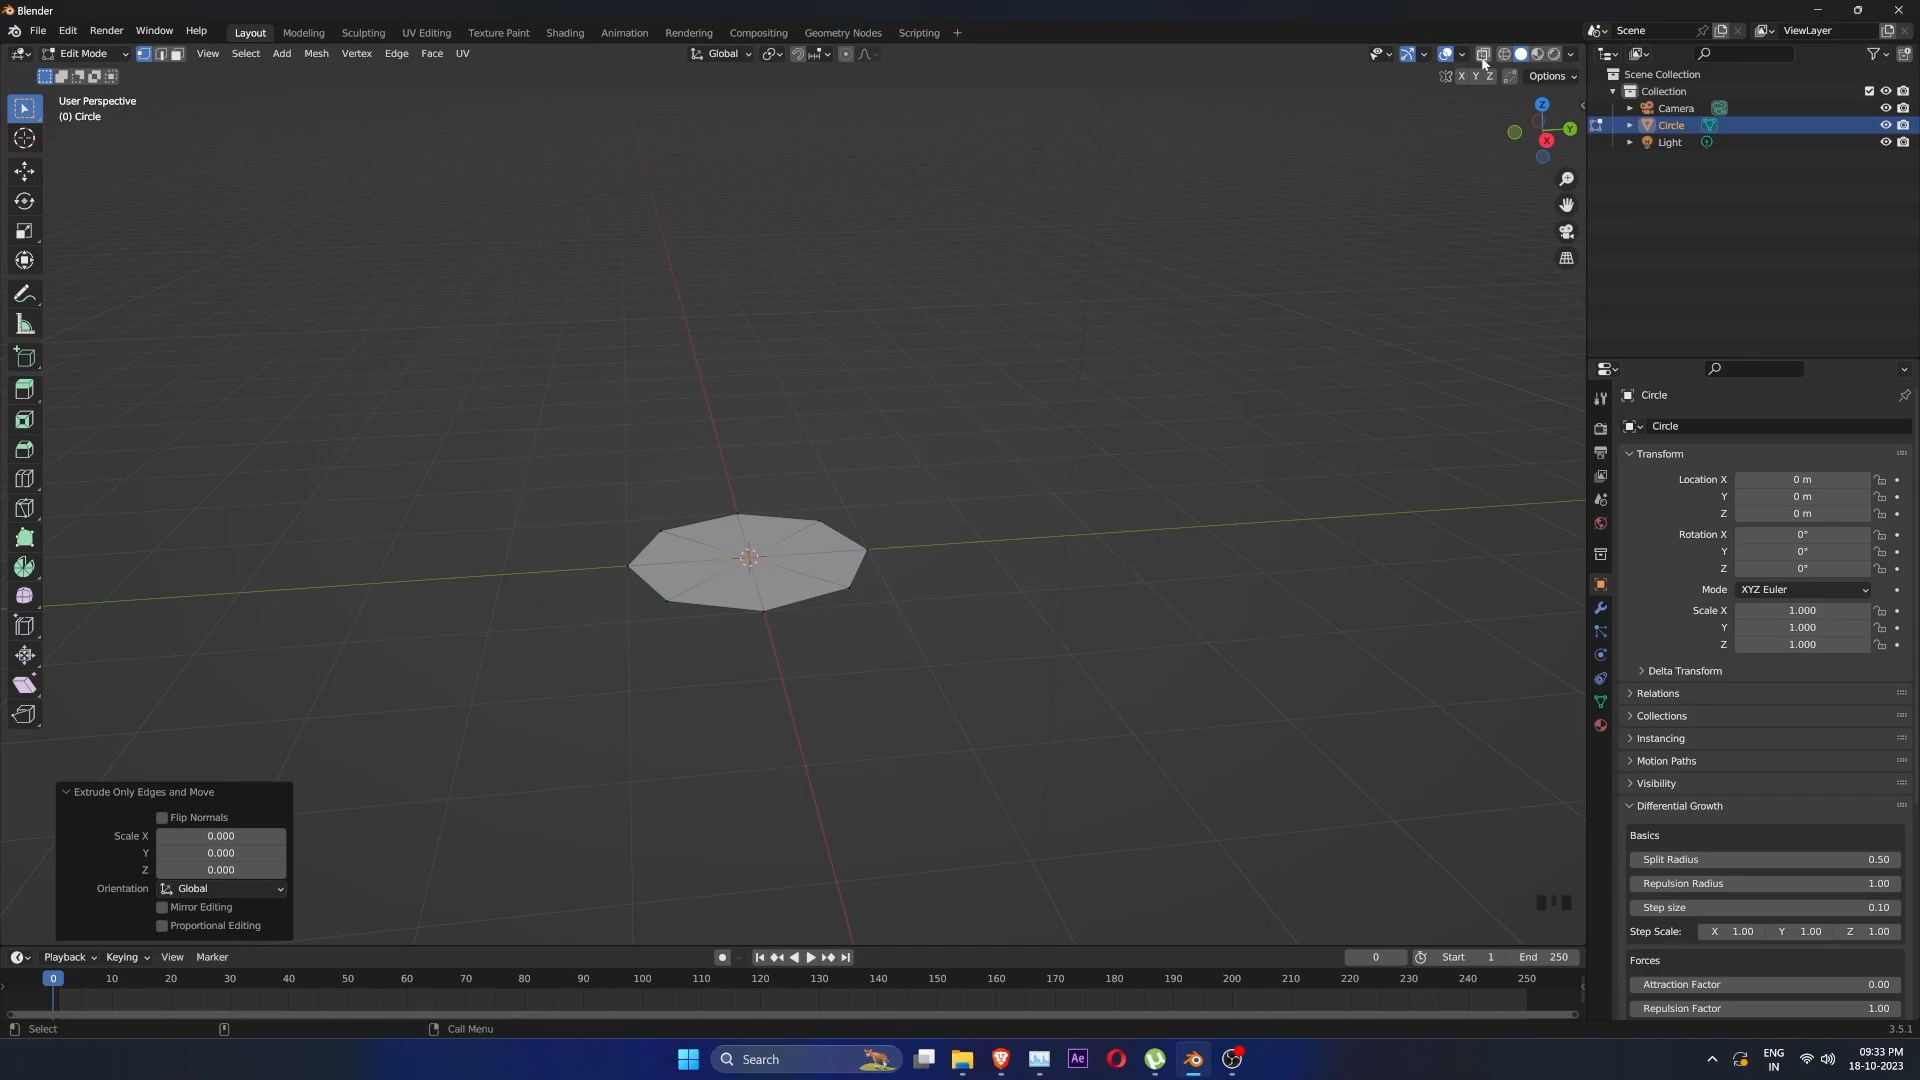 Blender
File Edit Render Window Help
Layout Modeling Sculpting UV Editing Texture Paint Shading Animation Rendering Compositing Geometry Nodes Scripting +
Scene
ViewLayer
Edit Mode
View Select Add Mesh Vertex Edge Face UV
Global
X Y Z
Options
User Perspective
(0) Circle
Z
Y
X
Scene Collection
Collection
Camera
Circle
Light
Circle
Circle
Transform
Location X 0 m
Y 0 m
Z 0 m
Rotation X 0°
Y 0°
Z 0°
Mode XYZ Euler
Scale X 1.000
Y 1.000
Z 1.000
Delta Transform
Relations
Collections
Instancing
Motion Paths
Visibility
Differential Growth
Basics
Split Radius 0.50
Repulsion Radius 1.00
Step size 0.10
Step Scale: X 1.00 Y 1.00 Z 1.00
Forces
Attraction Factor 0.00
Repulsion Factor 1.00
Extrude Only Edges and Move
Flip Normals
Scale X 0.000
Y 0.000
Z 0.000
Orientation Global
Mirror Editing
Proportional Editing
Playback Keying View Marker
0 Start 1 End 250
0 10 20 30 40 50 60 70 80 90 100 110 120 130 140 150 160 170 180 190 200 210 220 230 240 250
Select
Call Menu
3.5.1
Search
Ae
ENG
IN
09:33 PM
18-10-2023